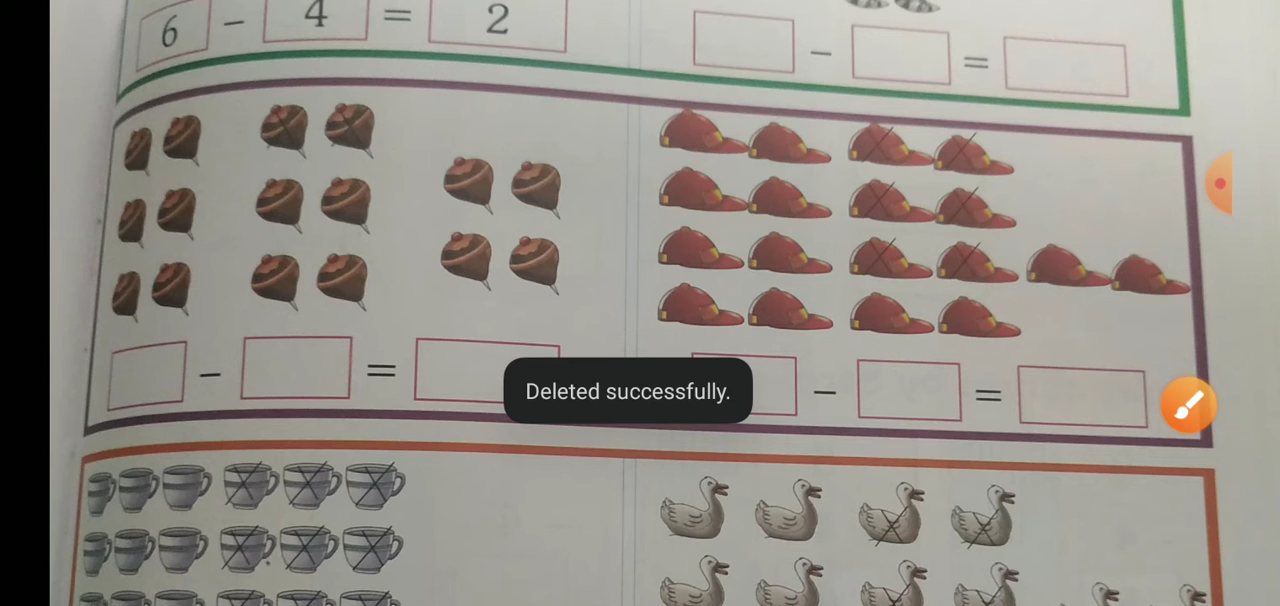 6 - 4 = 2
- =
- =
- =
Deleted successfully.